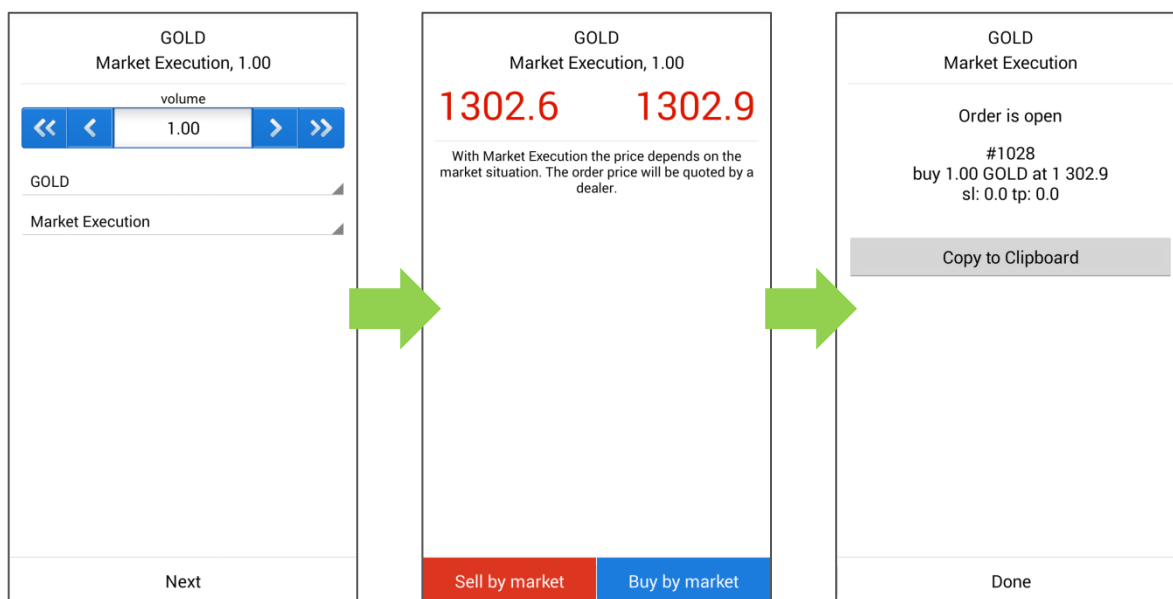 GOLD
Market Execution, 1.00
volume
1.00
GOLD
Market Execution
Next
GOLD
Market Execution, 1.00
1302.6 1302.9
With Market Execution the price depends on the
market situation. The order price will be quoted by a
dealer.
Sell by market Buy by market
GOLD
Market Execution
Order is open
#1028
buy 1.00 GOLD at 1 302.9
sl: 0.0 tp: 0.0
Copy to Clipboard
Done